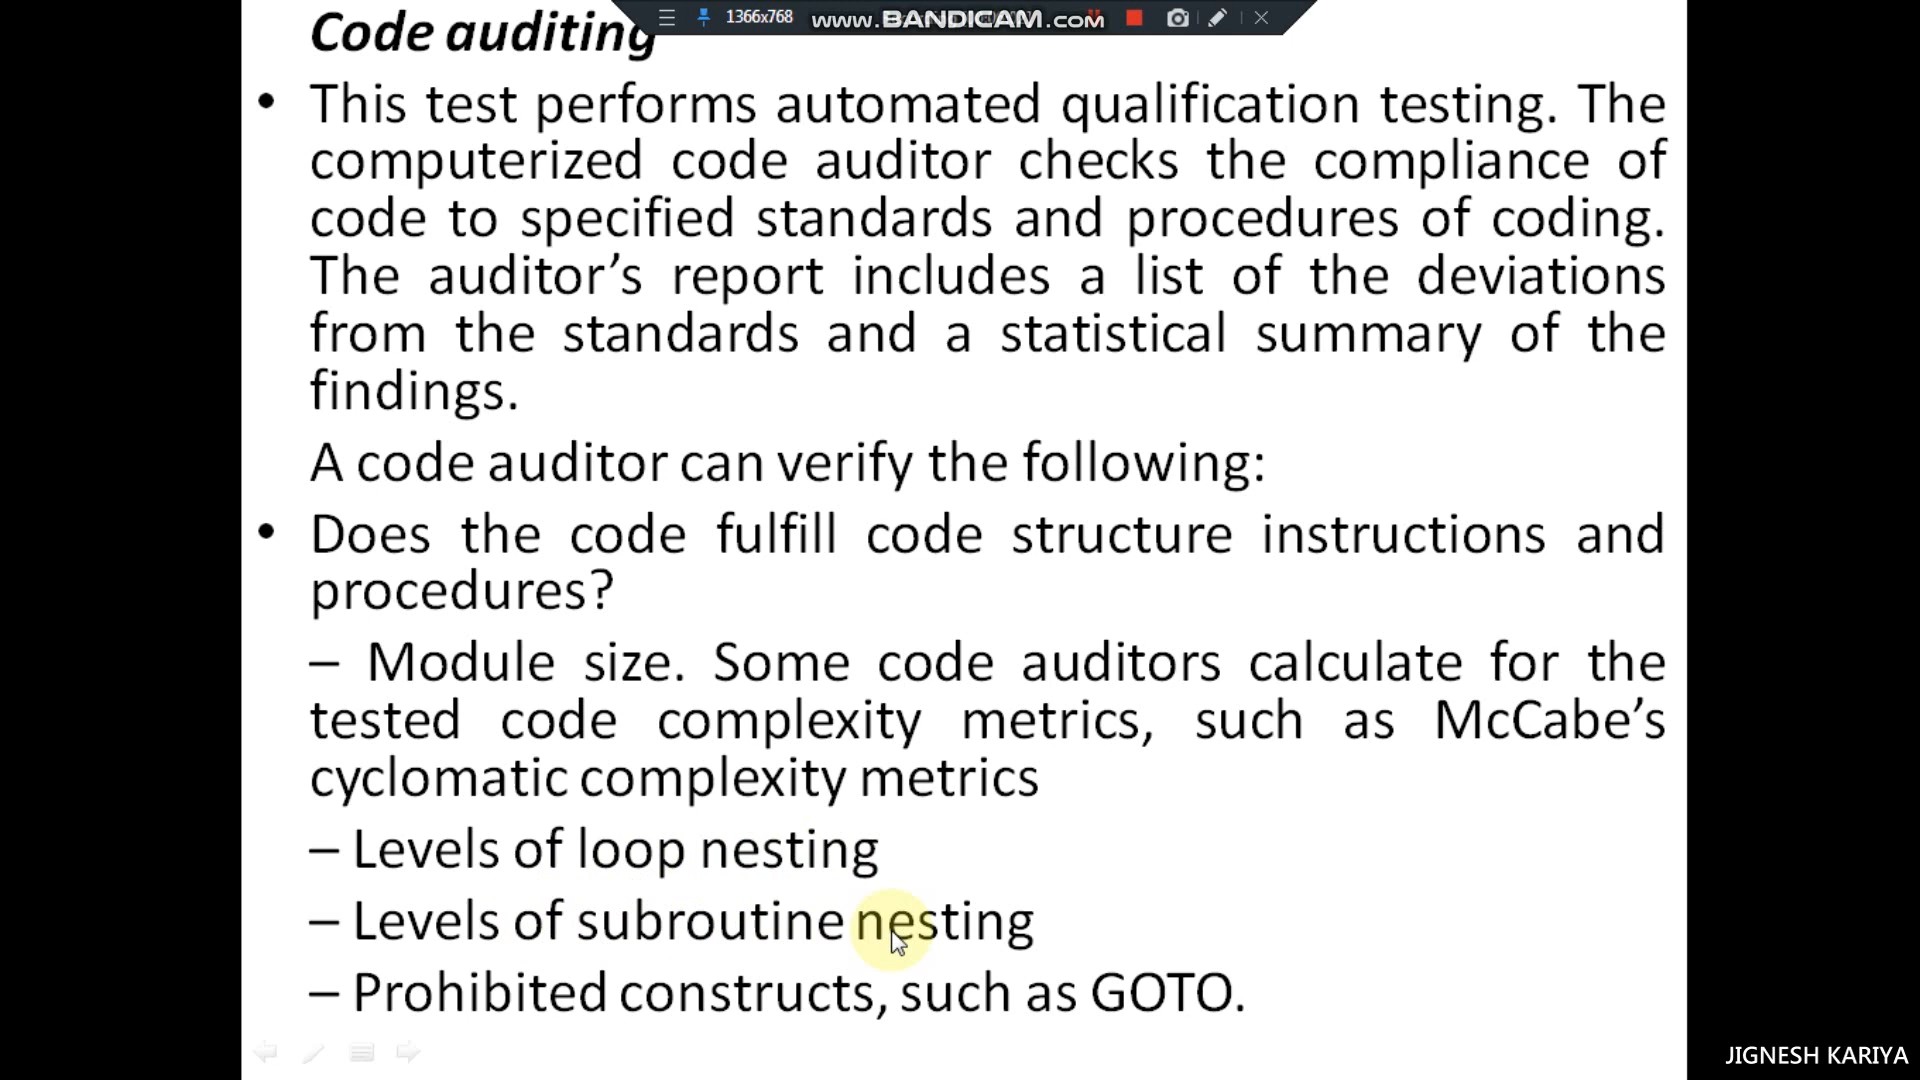 Code auditing
1366x768
www.BANDICAM.com
• This test performs automated qualification testing. The
computerized code auditor checks the compliance of
code to specified standards and procedures of coding.
The auditor’s report includes a list of the deviations
from the standards and a statistical summary of the
findings.
A code auditor can verify the following:
• Does the code fulfill code structure instructions and
procedures?
– Module size. Some code auditors calculate for the
tested code complexity metrics, such as McCabe’s
cyclomatic complexity metrics
– Levels of loop nesting
– Levels of subroutine nesting
– Prohibited constructs, such as GOTO.
JIGNESH KARIYA